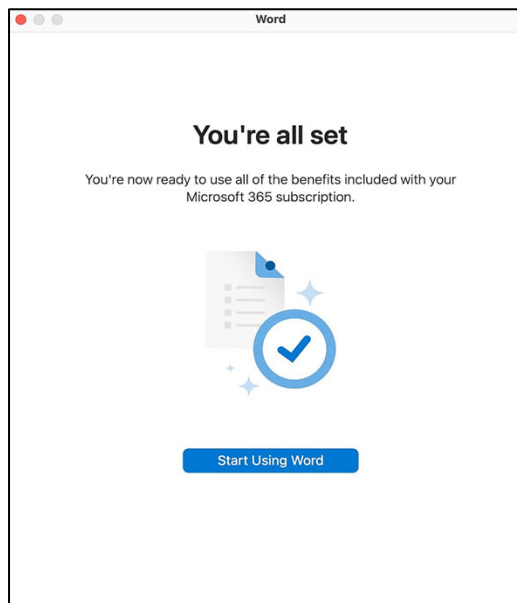 Word
You're all set
You're now ready to use all of the benefits included with your
Microsoft 365 subscription.
Start Using Word